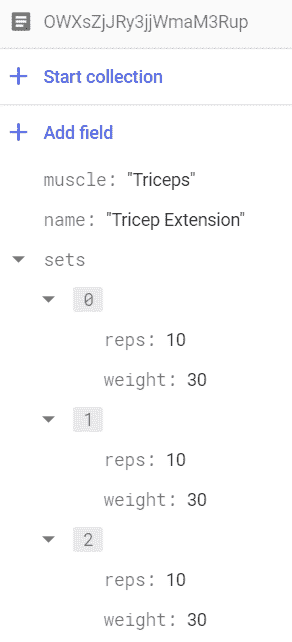 OWXsZjJRy3jjWmaM3Rup
Start collection
Add field
muscle: "Triceps"
name: "Tricep Extension"
sets
0
reps: 10
weight: 30
1
reps: 10
weight: 30
2
reps: 10
weight: 30